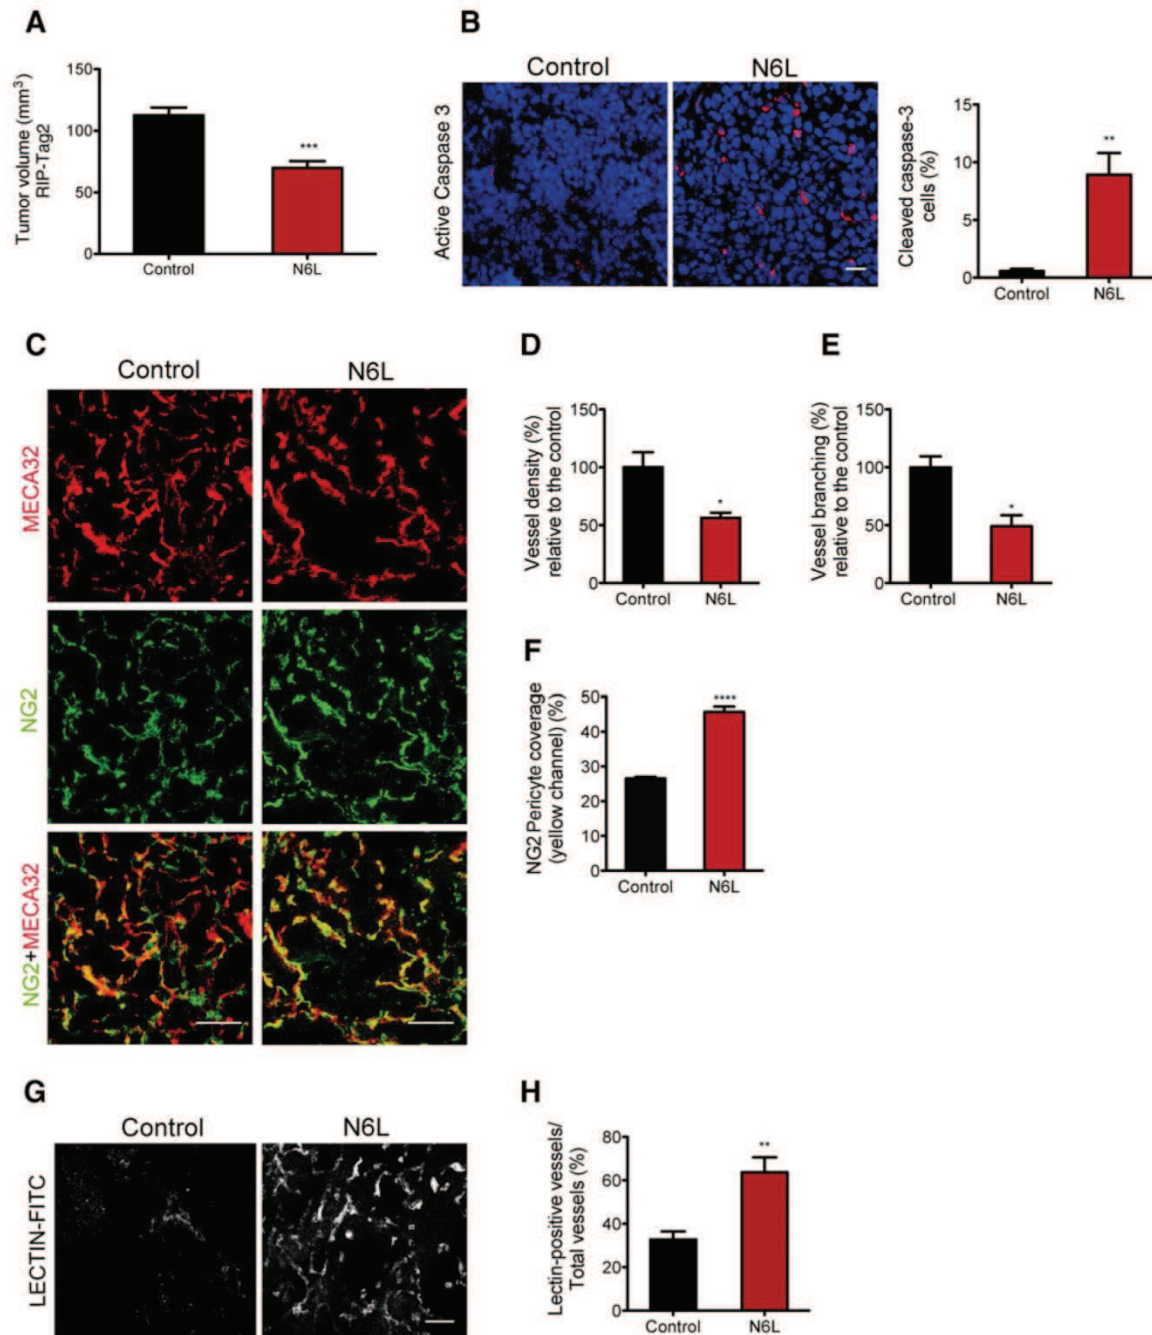 A
Tumor volume (mm³)
RIP-Tag2
150
100
50
0
***
Control
N6L
B
Control
N6L
Active Caspase 3
Cleaved caspase-3
cells (%)
15
10
5
0
**
Control
N6L
C
Control
N6L
MECA32
NG2
NG2+MECA32
D
Vessel density (%)
relative to the control
150
100
50
0
*
Control
N6L
E
Vessel branching (%)
relative to the control
150
100
50
0
*
Control
N6L
F
NG2 Pericyte coverage
(yellow channel) (%)
50
40
30
20
10
0
****
Control
N6L
G
Control
N6L
LECTIN-FITC
H
Lectin-positive vessels/
Total vessels (%)
80
60
40
20
0
**
Control
N6L